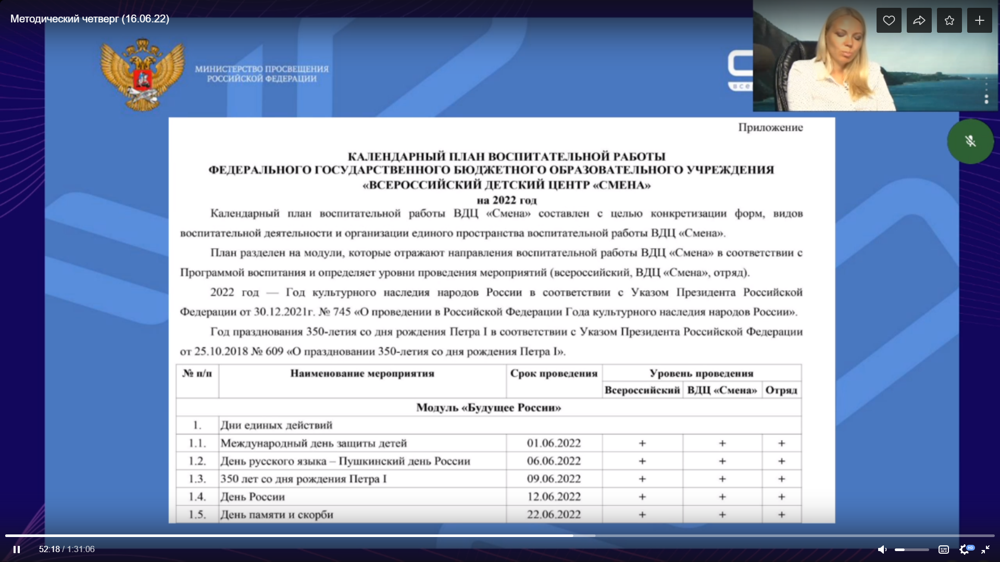 Методический четверг (16.06.22)
МИНИСТЕРСТВО ПРОСВЕЩЕНИЯ
РОССИЙСКОЙ ФЕДЕРАЦИИ
Приложение
КАЛЕНДАРНЫЙ ПЛАН ВОСПИТАТЕЛЬНОЙ РАБОТЫ
ФЕДЕРАЛЬНОГО ГОСУДАРСТВЕННОГО БЮДЖЕТНОГО ОБРАЗОВАТЕЛЬНОГО УЧРЕЖДЕНИЯ
«ВСЕРОССИЙСКИЙ ДЕТСКИЙ ЦЕНТР «СМЕНА»
на 2022 год
Календарный план воспитательной работы ВДЦ «Смена» составлен с целью конкретизации форм, видов
воспитательной деятельности и организации единого пространства воспитательной работы ВДЦ «Смена».
План разделен на модули, которые отражают направления воспитательной работы ВДЦ «Смена» в соответствии с
Программой воспитания и определяет уровни проведения мероприятий (всероссийский, ВДЦ «Смена», отряд).
2022 год — Год культурного наследия народов России в соответствии с Указом Президента Российской
Федерации от 30.12.2021г. № 745 «О проведении в Российской Федерации Года культурного наследия народов России».
Год празднования 350-летия со дня рождения Петра I в соответствии с Указом Президента Российской Федерации
от 25.10.2018 № 609 «О праздновании 350-летия со дня рождения Петра I».
№ п/п Наименование мероприятия Срок проведения Уровень проведения
Всероссийский ВДЦ «Смена» Отряд
Модуль «Будущее России»
1. Дни единых действий
1.1. Международный день защиты детей 01.06.2022 + + +
1.2. День русского языка – Пушкинский день России 06.06.2022 + + +
1.3. 350 лет со дня рождения Петра I 09.06.2022 + + +
1.4. День России 12.06.2022 + + +
1.5. День памяти и скорби 22.06.2022 + + +
52:18 / 1:31:06
HD